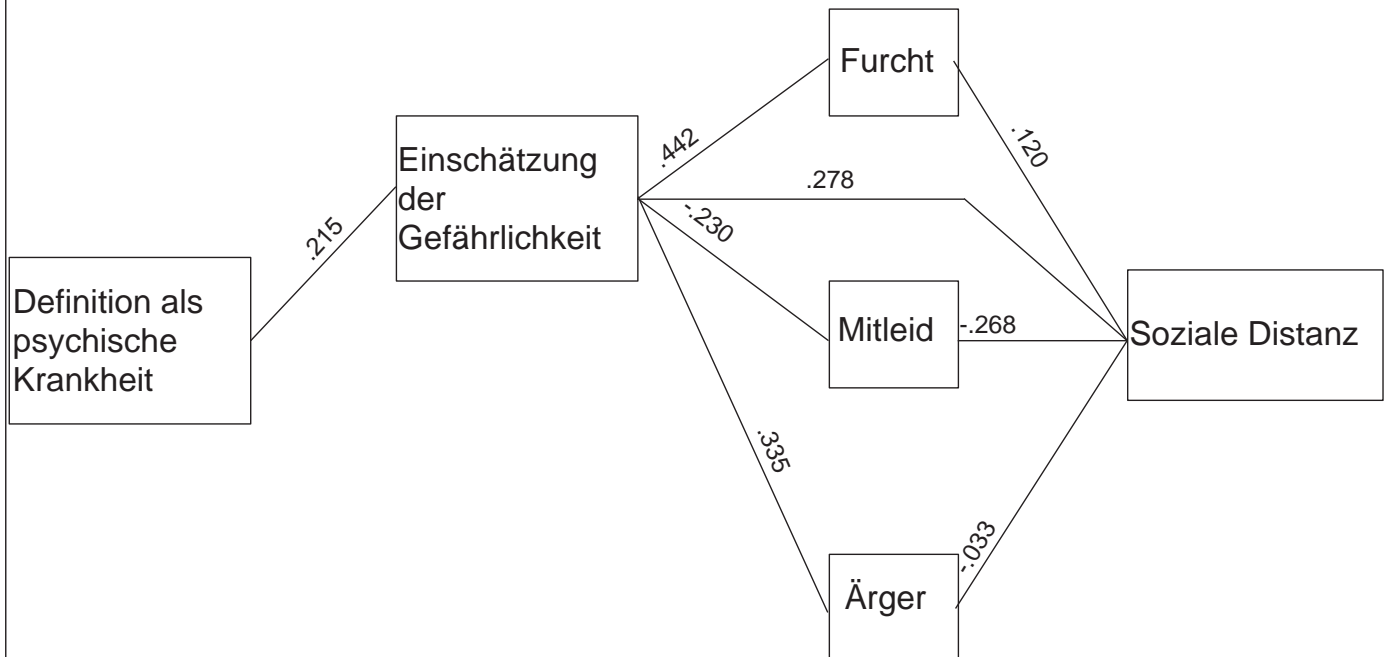 Furcht
.442
.120
Einschätzung
der
Gefährlichkeit
.278
-.230
.215
Definition als
psychische
Krankheit
Mitleid
-.268
Soziale Distanz
.335
-.033
Ärger